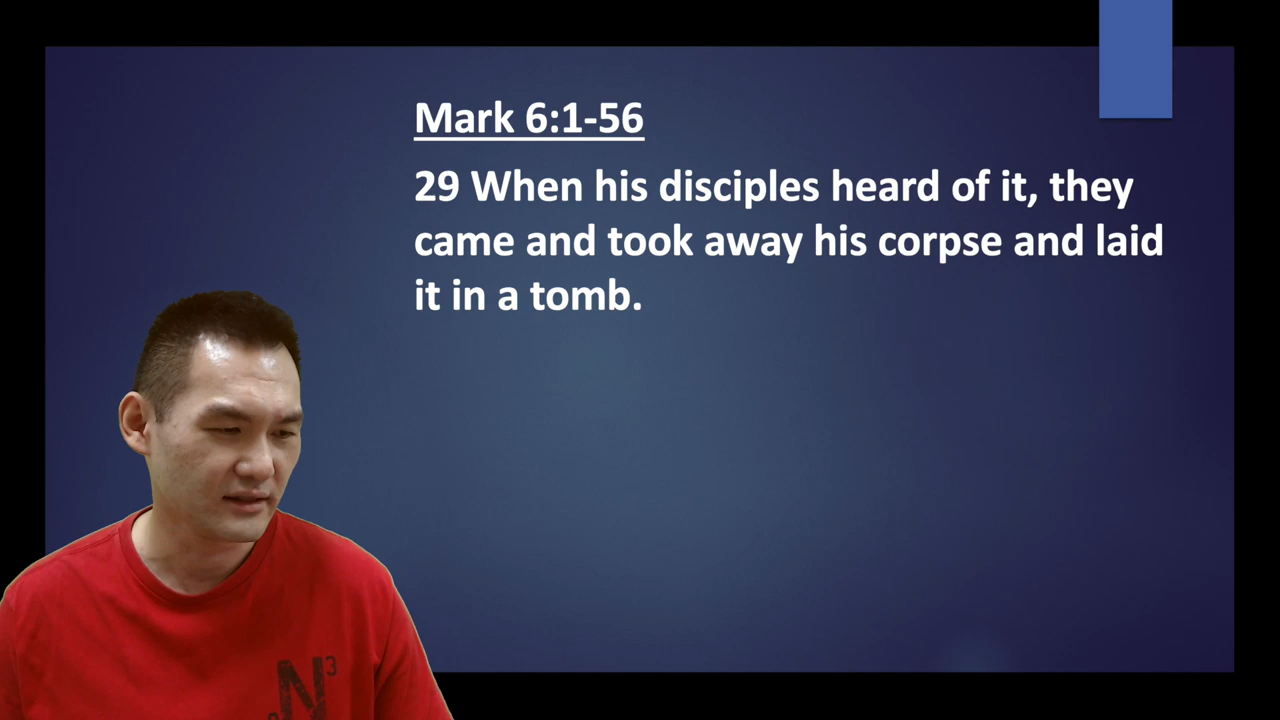 Mark 6:1-56
29 When his disciples heard of it, they
came and took away his corpse and laid
it in a tomb.
N3